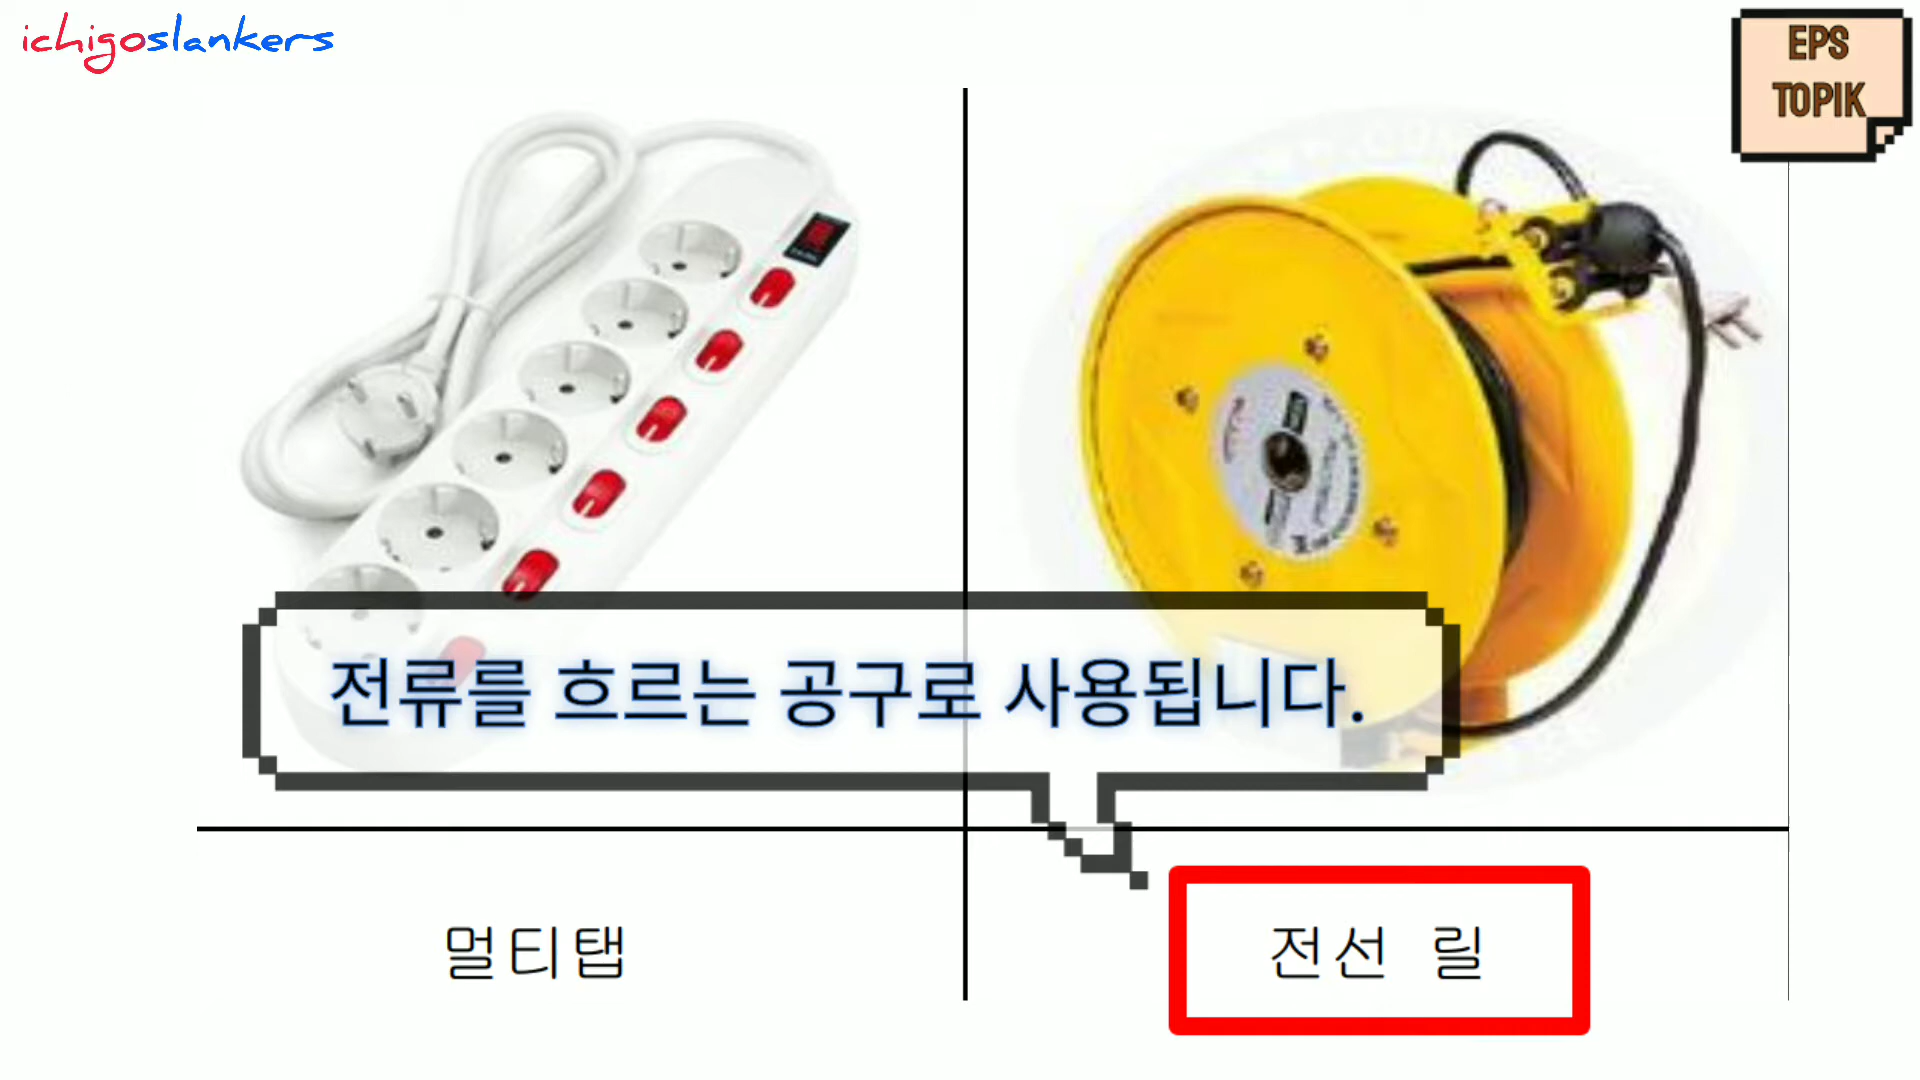 ichigoslankers
EPS
TOPIK
전류를 흐르는 공구로 사용됩니다.
멀티탭
전선 릴